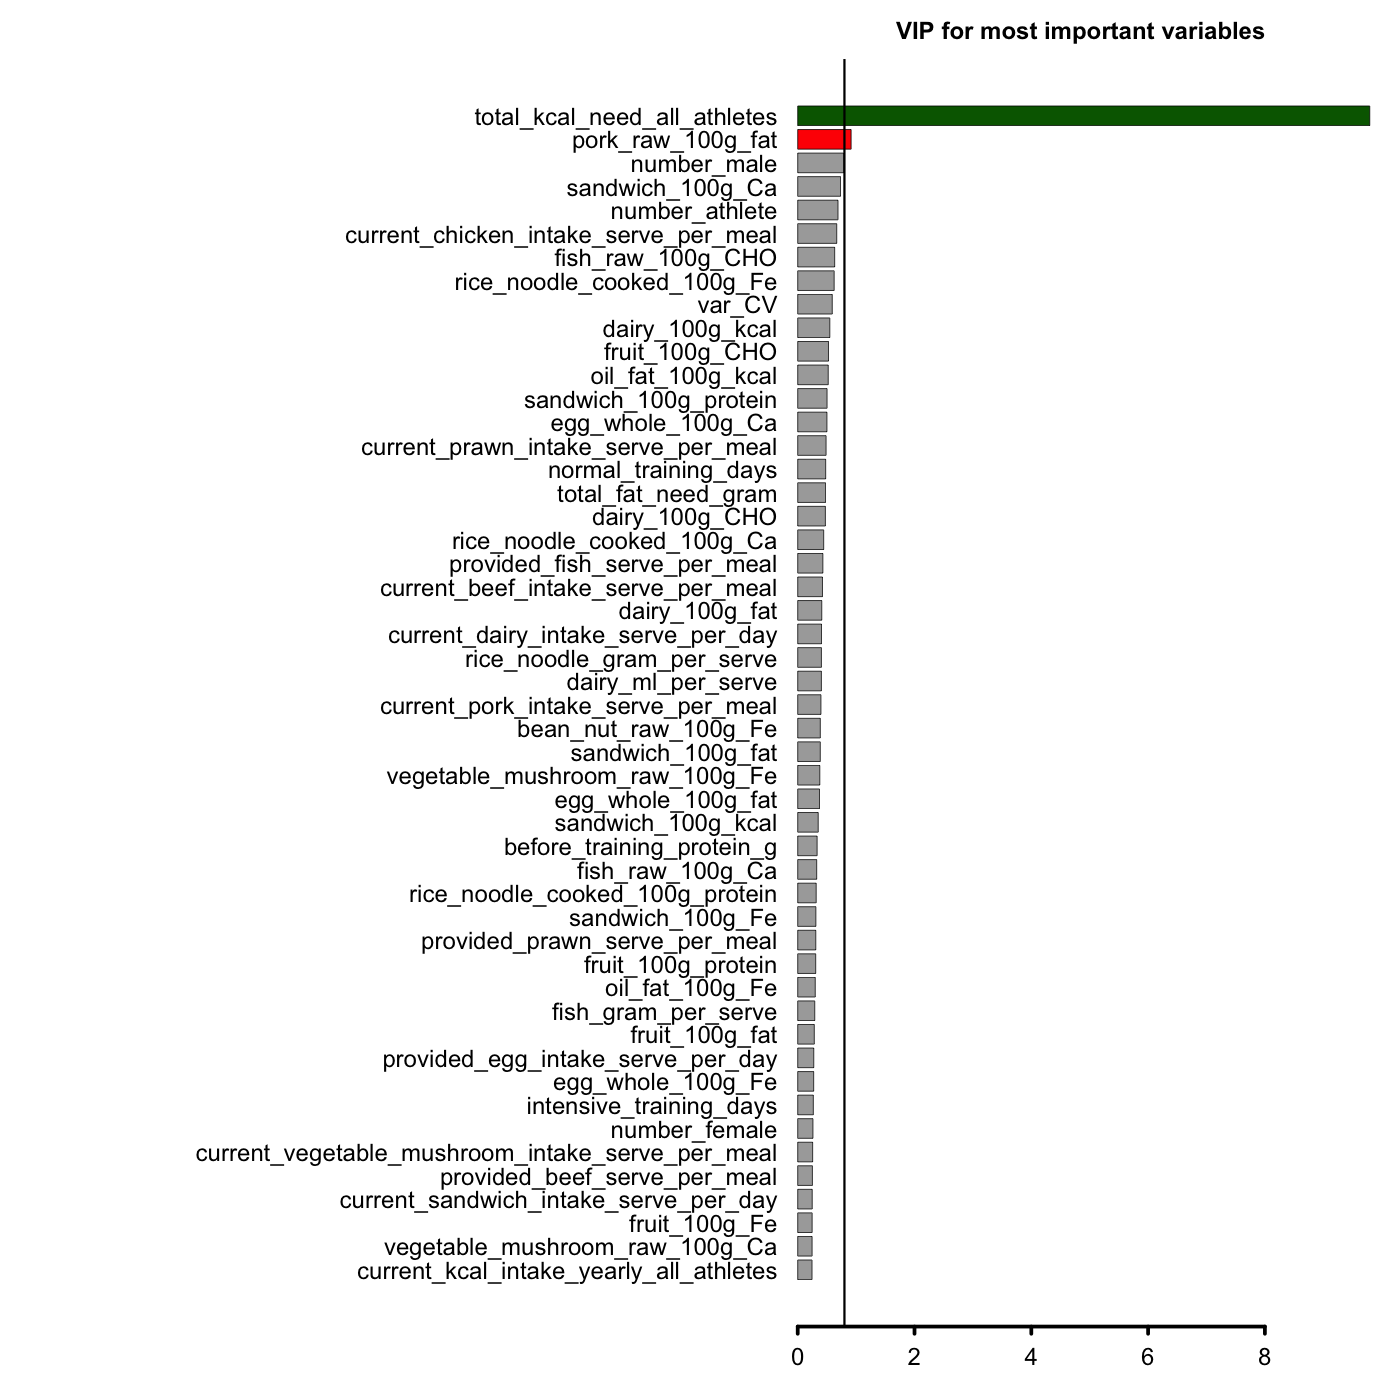 VIP for most important variables
total_kcal_need_all_athletes
pork_raw_100g_fat
number_male
sandwich_100g_Ca
number_athlete
current_chicken_intake_serve_per_meal
fish_raw_100g_CHO
rice_noodle_cooked_100g_Fe
var_CV
dairy_100g_kcal
fruit_100g_CHO
oil_fat_100g_kcal
sandwich_100g_protein
egg_whole_100g_Ca
current_prawn_intake_serve_per_meal
normal_training_days
total_fat_need_gram
dairy_100g_CHO
rice_noodle_cooked_100g_Ca
provided_fish_serve_per_meal
current_beef_intake_serve_per_meal
dairy_100g_fat
current_dairy_intake_serve_per_day
rice_noodle_gram_per_serve
dairy_ml_per_serve
current_pork_intake_serve_per_meal
bean_nut_raw_100g_Fe
sandwich_100g_fat
vegetable_mushroom_raw_100g_Fe
egg_whole_100g_fat
sandwich_100g_kcal
before_training_protein_g
fish_raw_100g_Ca
rice_noodle_cooked_100g_protein
sandwich_100g_Fe
provided_prawn_serve_per_meal
fruit_100g_protein
oil_fat_100g_Fe
fish_gram_per_serve
fruit_100g_fat
provided_egg_intake_serve_per_day
egg_whole_100g_Fe
intensive_training_days
number_female
current_vegetable_mushroom_intake_serve_per_meal
provided_beef_serve_per_meal
current_sandwich_intake_serve_per_day
fruit_100g_Fe
vegetable_mushroom_raw_100g_Ca
current_kcal_intake_yearly_all_athletes
0 2 4 6 8